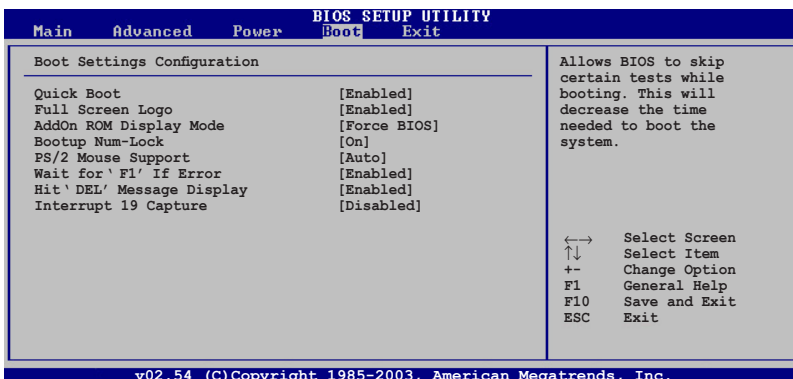 BIOS SETUP UTILITY
Main Advanced Power Boot Exit
Boot Settings Configuration
Quick Boot [Enabled]
Full Screen Logo [Enabled]
AddOn ROM Display Mode [Force BIOS]
Bootup Num-Lock [On]
PS/2 Mouse Support [Auto]
Wait for ‘F1’ If Error [Enabled]
Hit ‘DEL’ Message Display [Enabled]
Interrupt 19 Capture [Disabled]
Allows BIOS to skip
certain tests while
booting. This will
decrease the time
needed to boot the
system.
←→ Select Screen
↑↓ Select Item
+- Change Option
F1 General Help
F10 Save and Exit
ESC Exit
v02.54 (C)Copyright 1985-2003, American Megatrends, Inc.